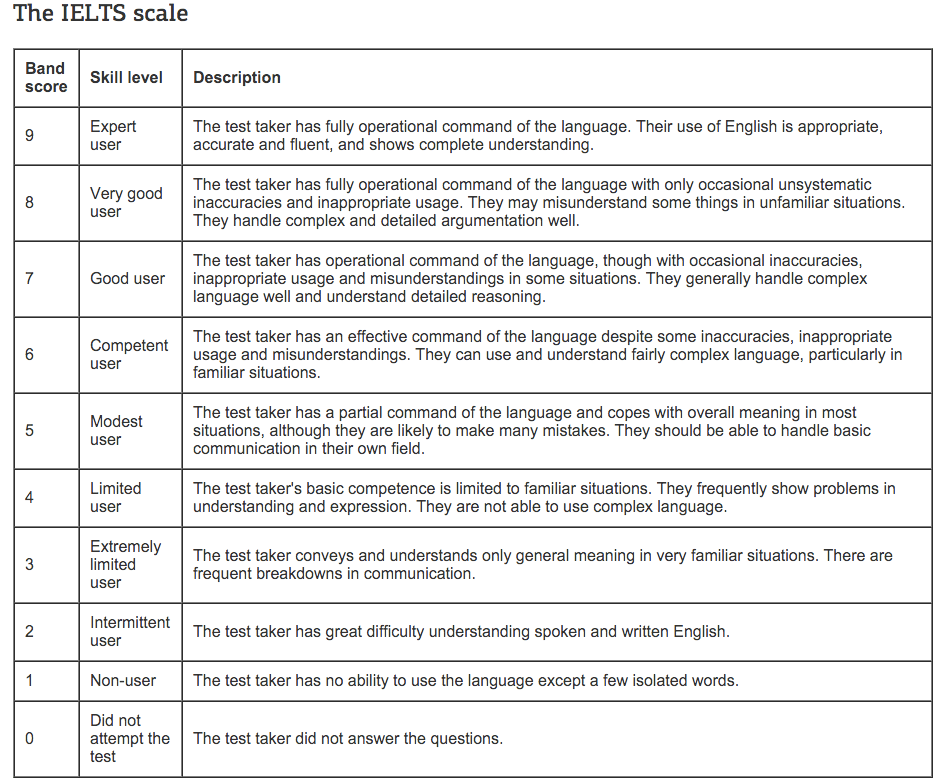 The IELTS scale
Band score
Skill level
Description
9
Expert
user
The test taker has fully operational command of the language. Their use of English is appropriate,
accurate and fluent, and shows complete understanding.
8
Very good
user
The test taker has fully operational command of the language with only occasional unsystematic
inaccuracies and inappropriate usage. They may misunderstand some things in unfamiliar situations.
They handle complex and detailed argumentation well.
7
Good user
The test taker has operational command of the language, though with occasional inaccuracies,
inappropriate usage and misunderstandings in some situations. They generally handle complex
language well and understand detailed reasoning.
6
Competent
user
The test taker has an effective command of the language despite some inaccuracies, inappropriate
usage and misunderstandings. They can use and understand fairly complex language, particularly in
familiar situations.
5
Modest
user
The test taker has a partial command of the language and copes with overall meaning in most
situations, although they are likely to make many mistakes. They should be able to handle basic
communication in their own field.
4
Limited
user
The test taker's basic competence is limited to familiar situations. They frequently show problems in
understanding and expression. They are not able to use complex language.
3
Extremely
limited
user
The test taker conveys and understands only general meaning in very familiar situations. There are
frequent breakdowns in communication.
2
Intermittent
user
The test taker has great difficulty understanding spoken and written English.
1
Non-user
The test taker has no ability to use the language except a few isolated words.
0
Did not
attempt the
test
The test taker did not answer the questions.